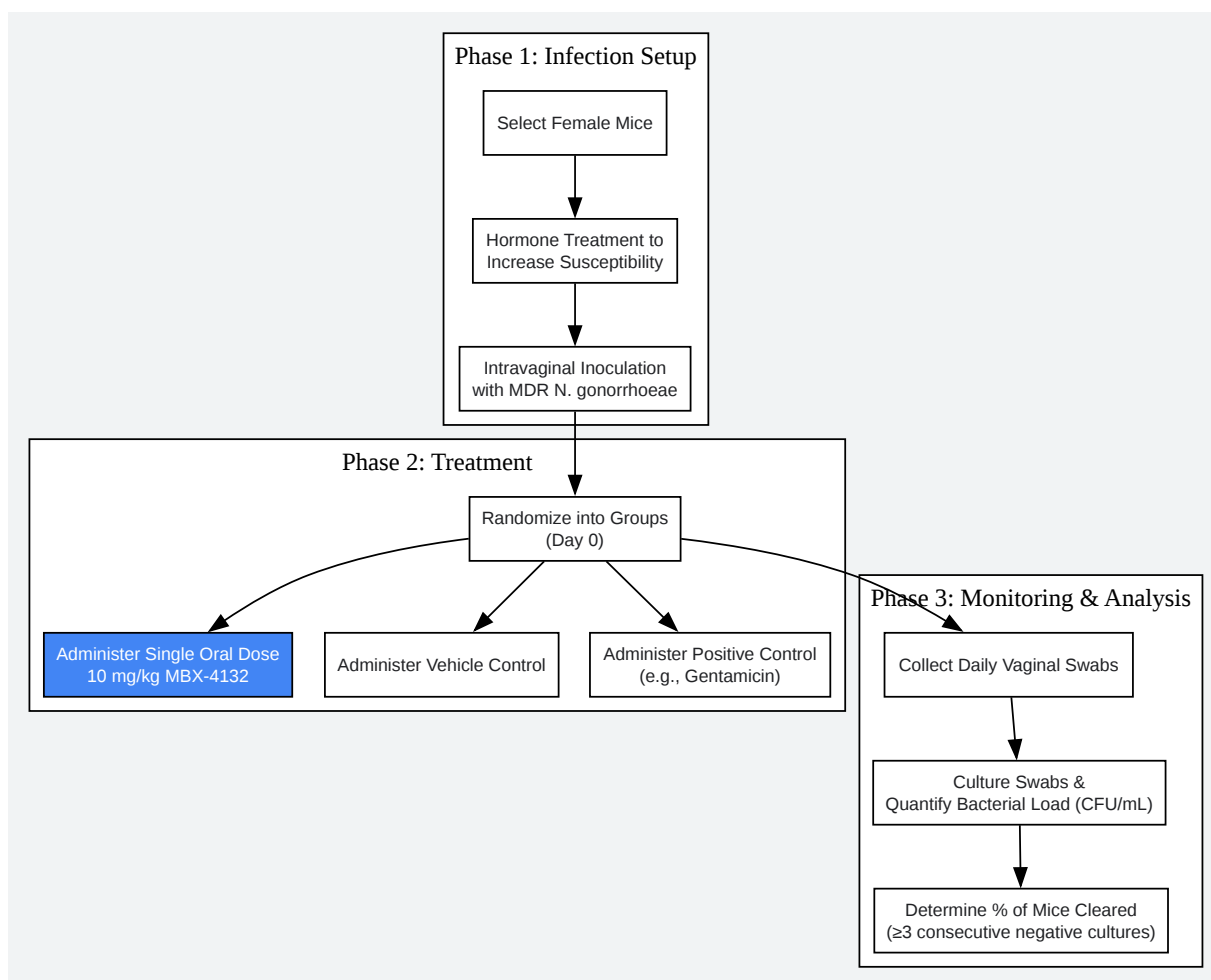 Phase 1: Infection Setup
Select Female Mice
Hormone Treatment to
Increase Susceptibility
Intravaginal Inoculation
with MDR N. gonorrhoeae
Phase 2: Treatment
Randomize into Groups
(Day 0)
Administer Single Oral Dose
10 mg/kg MBX-4132
Administer Vehicle Control
Administer Positive Control
(e.g., Gentamicin)
Phase 3: Monitoring & Analysis
Collect Daily Vaginal Swabs
Culture Swabs &
Quantify Bacterial Load (CFU/mL)
Determine % of Mice Cleared
(≥3 consecutive negative cultures)